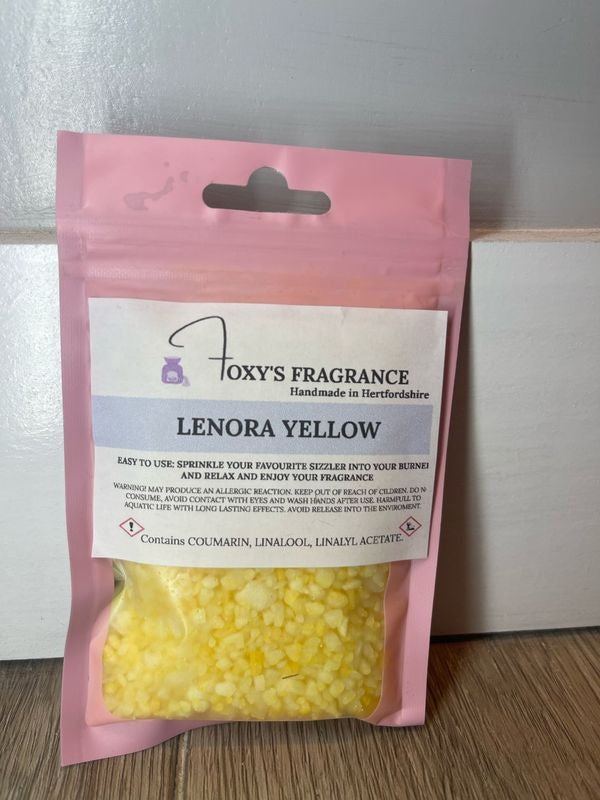 FOXY'S FRAGRANCE
Handmade in Hertfordshire
LENORA YELLOW
EASY TO USE: SPRINKLE YOUR FAVOURITE SIZZLER INTO YOUR BURNER
AND RELAX AND ENJOY YOUR FRAGRANCE
WARNING! MAY PRODUCE AN ALLERGIC REACTION. KEEP OUT OF REACH OF CILDREN. DO N
CONSUME, AVOID CONTACT WITH EYES AND WASH HANDS AFTER USE. HARMFULL TO
AQUATIC LIFE WITH LONG LASTING EFFECTS. AVOID RELEASE INTO THE ENVIROMENT.
Contains COUMARIN, LINALOOL, LINALYL ACETATE.